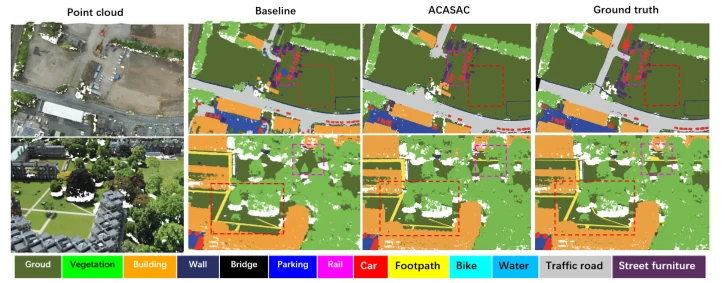 Point cloud
Baseline
ACASAC
Ground truth
Groud
Vegetation
Building
Wall
Bridge
Parking
Rail
Car
Footpath
Bike
Water
Traffic road
Street furniture